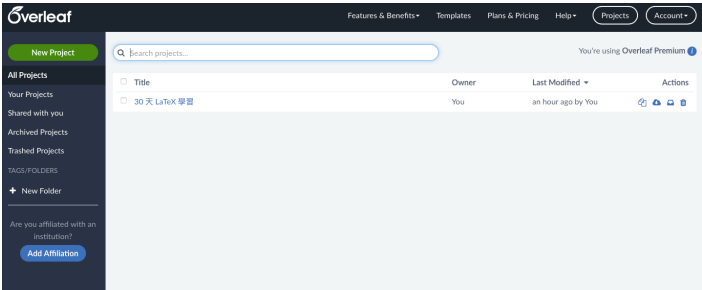 Overleaf
Features & Benefits Templates Plans & Pricing Help Projects Account
New Project
Search projects...
You're using Overleaf Premium
All Projects
Your Projects
Shared with you
Archived Projects
Trashed Projects
TAGS/FOLDERS
New Folder
Are you affiliated with an
institution?
Add Affiliation
Title Owner Last Modified Actions
30 天 LaTeX 學習 You an hour ago by You